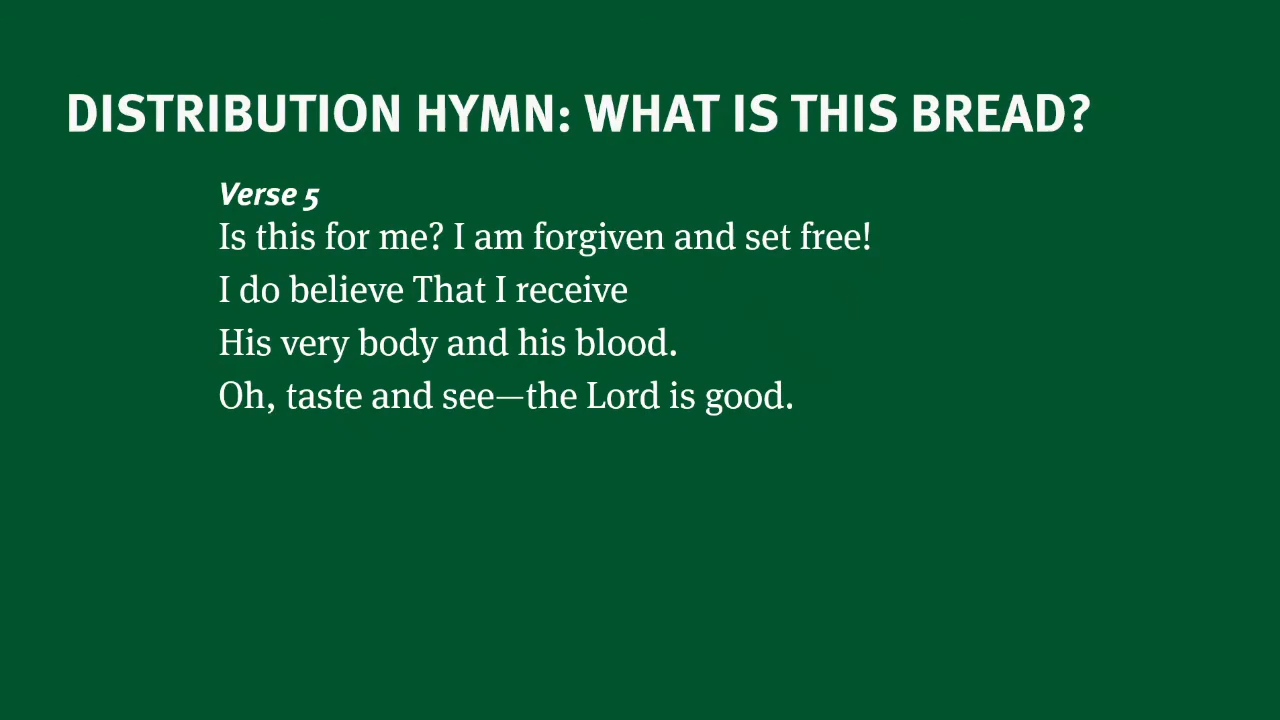 DISTRIBUTION HYMN: WHAT IS THIS BREAD?
Verse 5
Is this for me? I am forgiven and set free!
I do believe That I receive
His very body and his blood.
Oh, taste and see—the Lord is good.